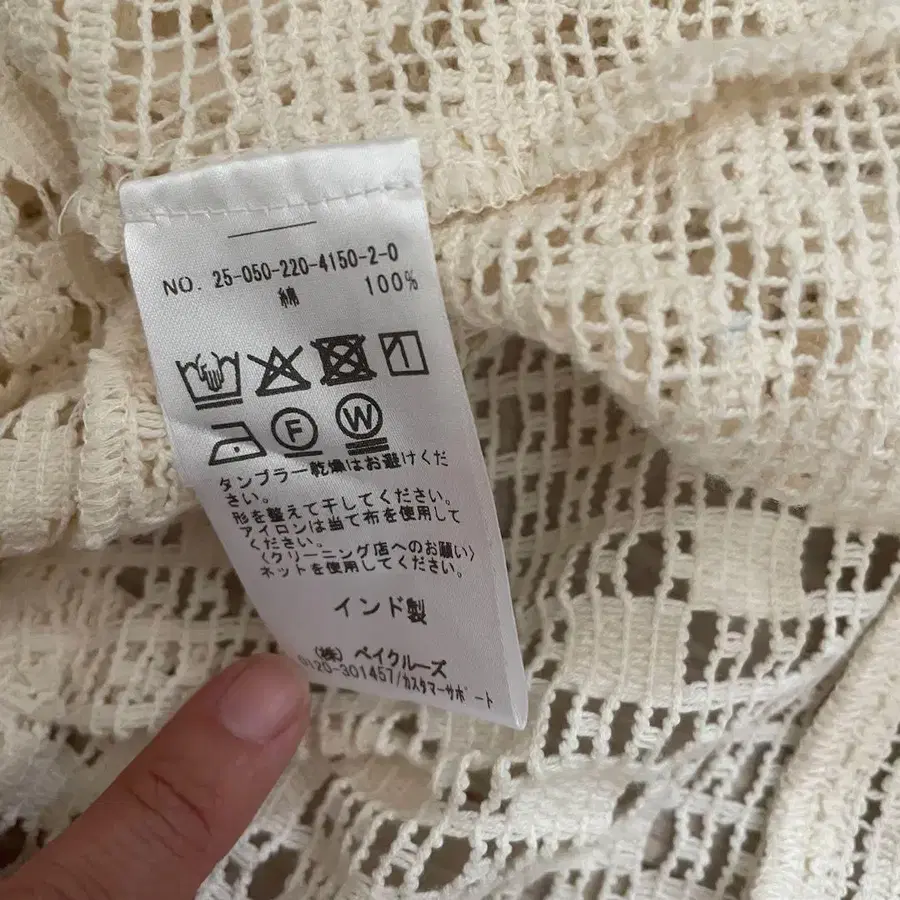 NO. 25-050-220-4150-2-0
綿 100%
F W
タンブラー乾燥はお避けくだ
さい。
形を整えて干してください。
アイロンは当て布を使用して
ください。
〈クリーニング店へのお願い〉
ネットを使用してください。
インド製
(株) ベイクルーズ
0120-301457/カスタマーサポート